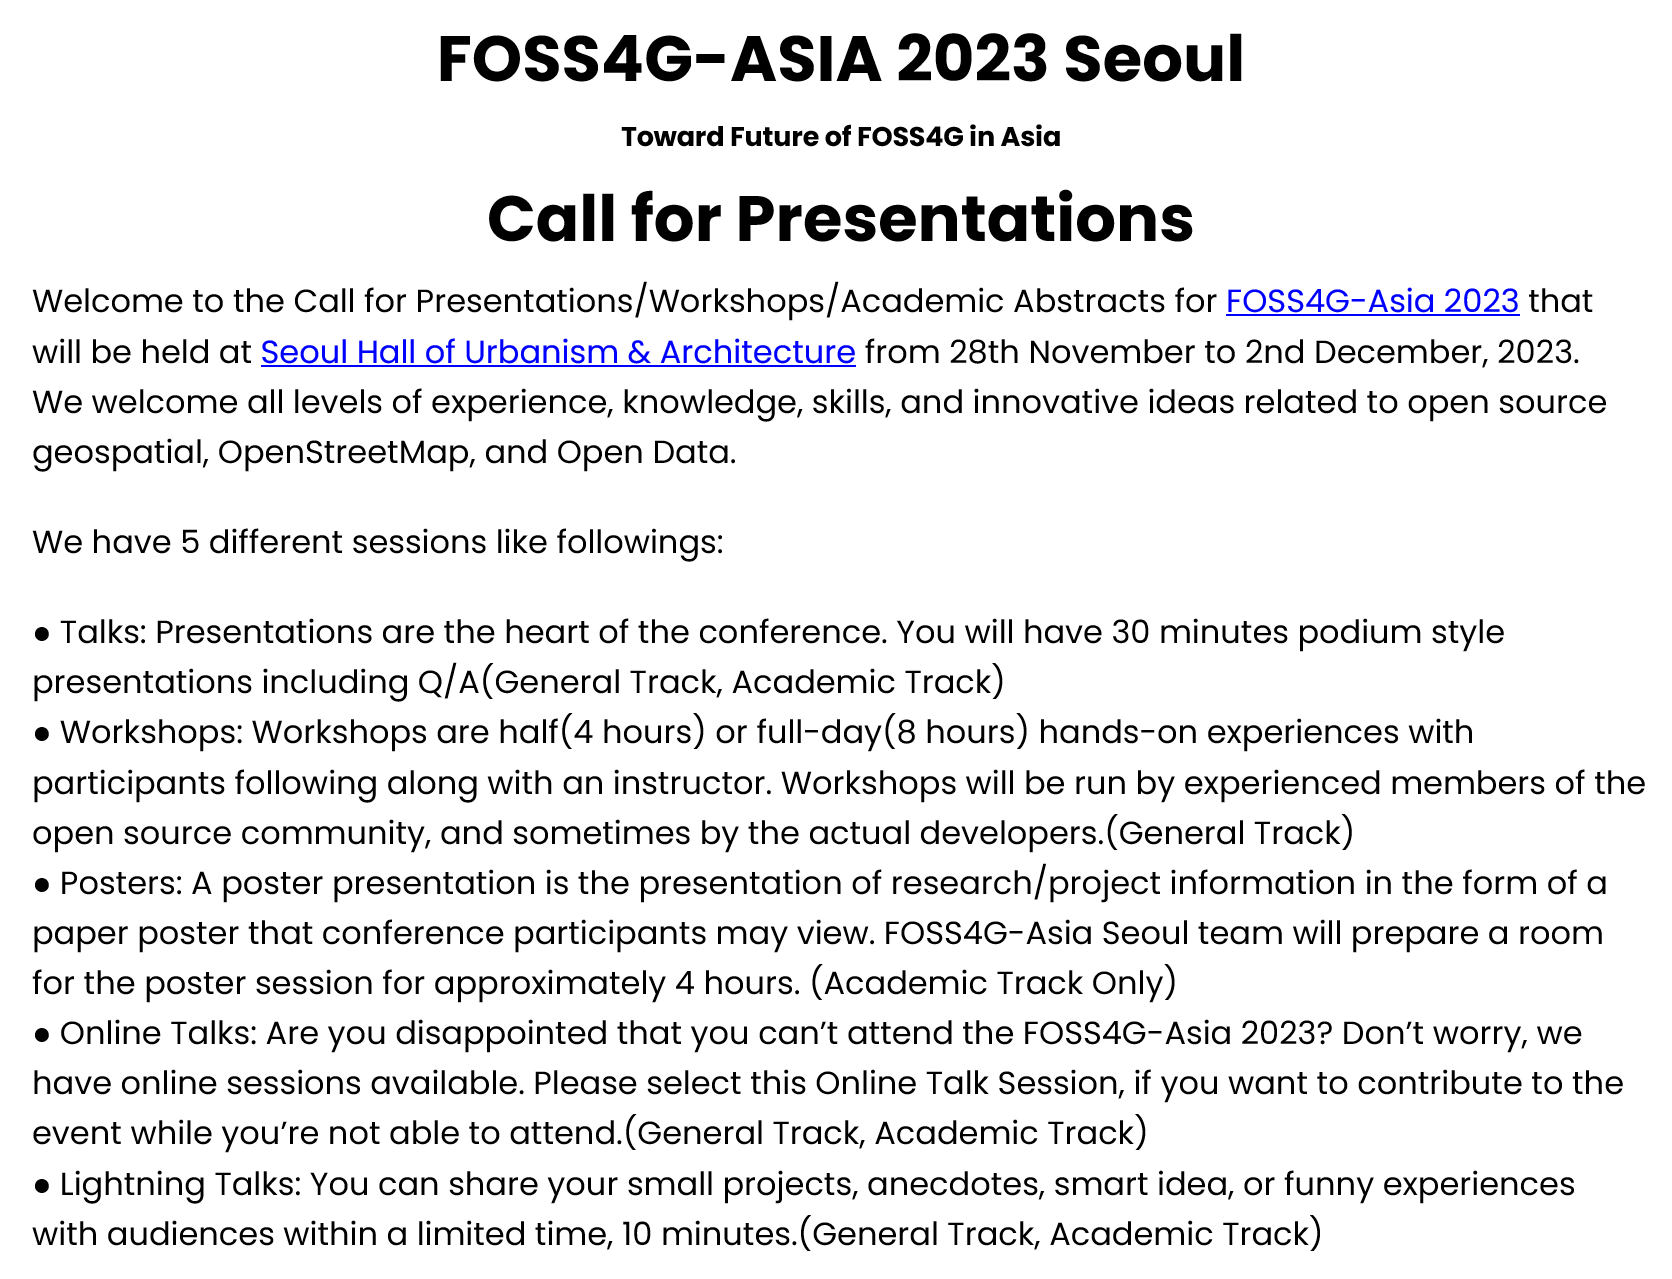 FOSS4G-ASIA 2023 Seoul
Toward Future of FOSS4G in Asia
Call for Presentations
Welcome to the Call for Presentations/Workshops/Academic Abstracts for FOSS4G-Asia 2023 that
will be held at Seoul Hall of Urbanism & Architecture from 28th November to 2nd December, 2023.
We welcome all levels of experience, knowledge, skills, and innovative ideas related to open source
geospatial, OpenStreetMap, and Open Data.
We have 5 different sessions like followings:
● Talks: Presentations are the heart of the conference. You will have 30 minutes podium style
presentations including Q/A(General Track, Academic Track)
● Workshops: Workshops are half(4 hours) or full-day(8 hours) hands-on experiences with
participants following along with an instructor. Workshops will be run by experienced members of the
open source community, and sometimes by the actual developers.(General Track)
● Posters: A poster presentation is the presentation of research/project information in the form of a
paper poster that conference participants may view. FOSS4G-Asia Seoul team will prepare a room
for the poster session for approximately 4 hours. (Academic Track Only)
● Online Talks: Are you disappointed that you can’t attend the FOSS4G-Asia 2023? Don’t worry, we
have online sessions available. Please select this Online Talk Session, if you want to contribute to the
event while you’re not able to attend.(General Track, Academic Track)
● Lightning Talks: You can share your small projects, anecdotes, smart idea, or funny experiences
with audiences within a limited time, 10 minutes.(General Track, Academic Track)